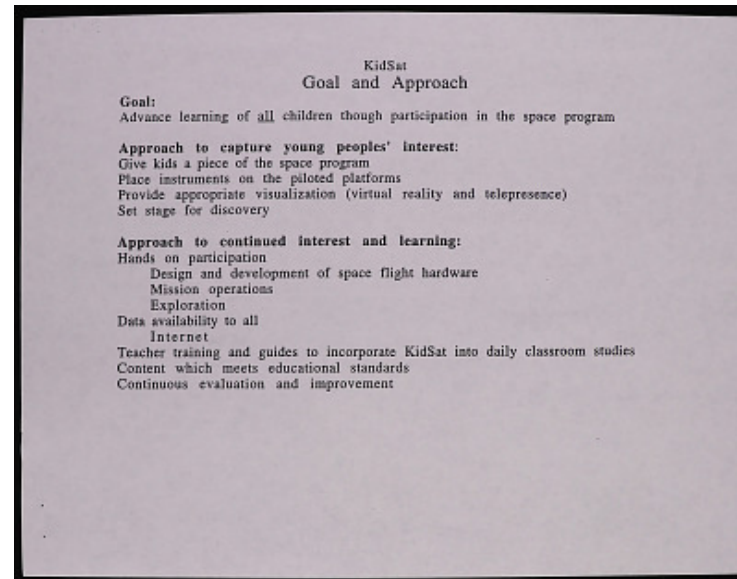 KidSat
Goal and Approach
Goal:
Advance learning of all children though participation in the space program
Approach to capture young peoples' interest:
Give kids a piece of the space program
Place instruments on the piloted platforms
Provide appropriate visualization (virtual reality and telepresence)
Set stage for discovery
Approach to continued interest and learning:
Hands on participation
Design and development of space flight hardware
Mission operations
Exploration
Data availability to all
Internet
Teacher training and guides to incorporate KidSat into daily classroom studies
Content which meets educational standards
Continuous evaluation and improvement